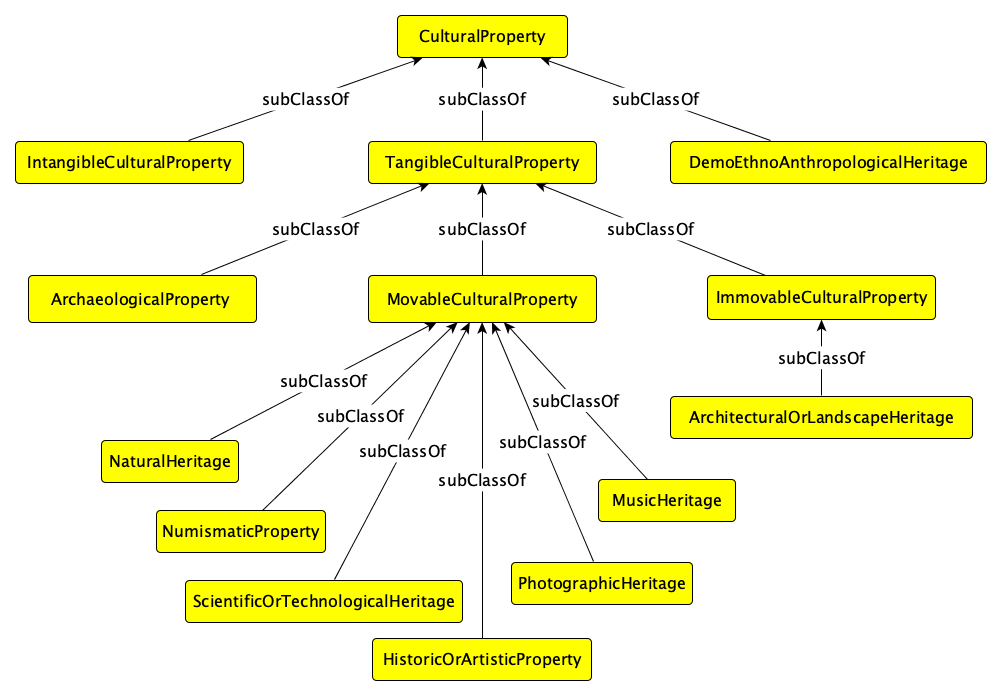 CulturalProperty
subClassOf
subClassOf
subClassOf
IntangibleCulturalProperty
TangibleCulturalProperty
DemoEthnoAnthropologicalHeritage
subClassOf
subClassOf
subClassOf
ArchaeologicalProperty
MovableCulturalProperty
ImmovableCulturalProperty
subClassOf
subClassOf
subClassOf
subClassOf
ArchitecturalOrLandscapeHeritage
subClassOf
subClassOf
NaturalHeritage
subClassOf
MusicHeritage
NumismaticProperty
PhotographicHeritage
ScientificOrTechnologicalHeritage
HistoricOrArtisticProperty